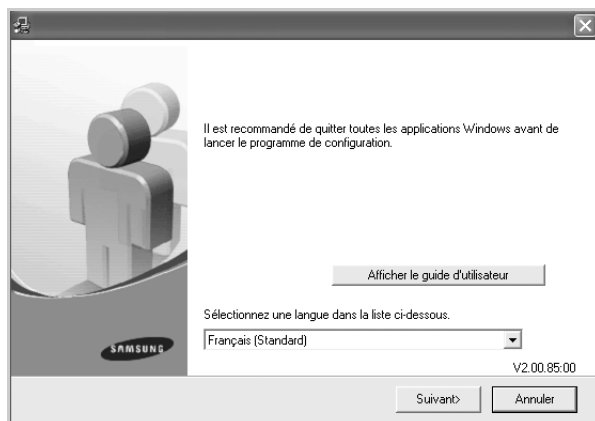 Il est recommandé de quitter toutes les applications Windows avant de
lancer le programme de configuration.
Afficher le guide d'utilisateur
Sélectionnez une langue dans la liste ci-dessous.
Français (Standard)
SAMSUNG
V2.00.85:00
Suivant>
Annuler